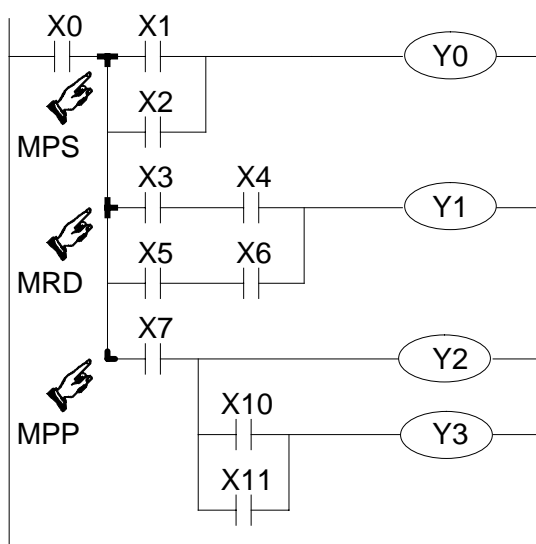 X0 X1 Y0
X2
MPS
X3 X4 Y1
X5 X6
MRD
X7 Y2
X10 Y3
MPP
X11